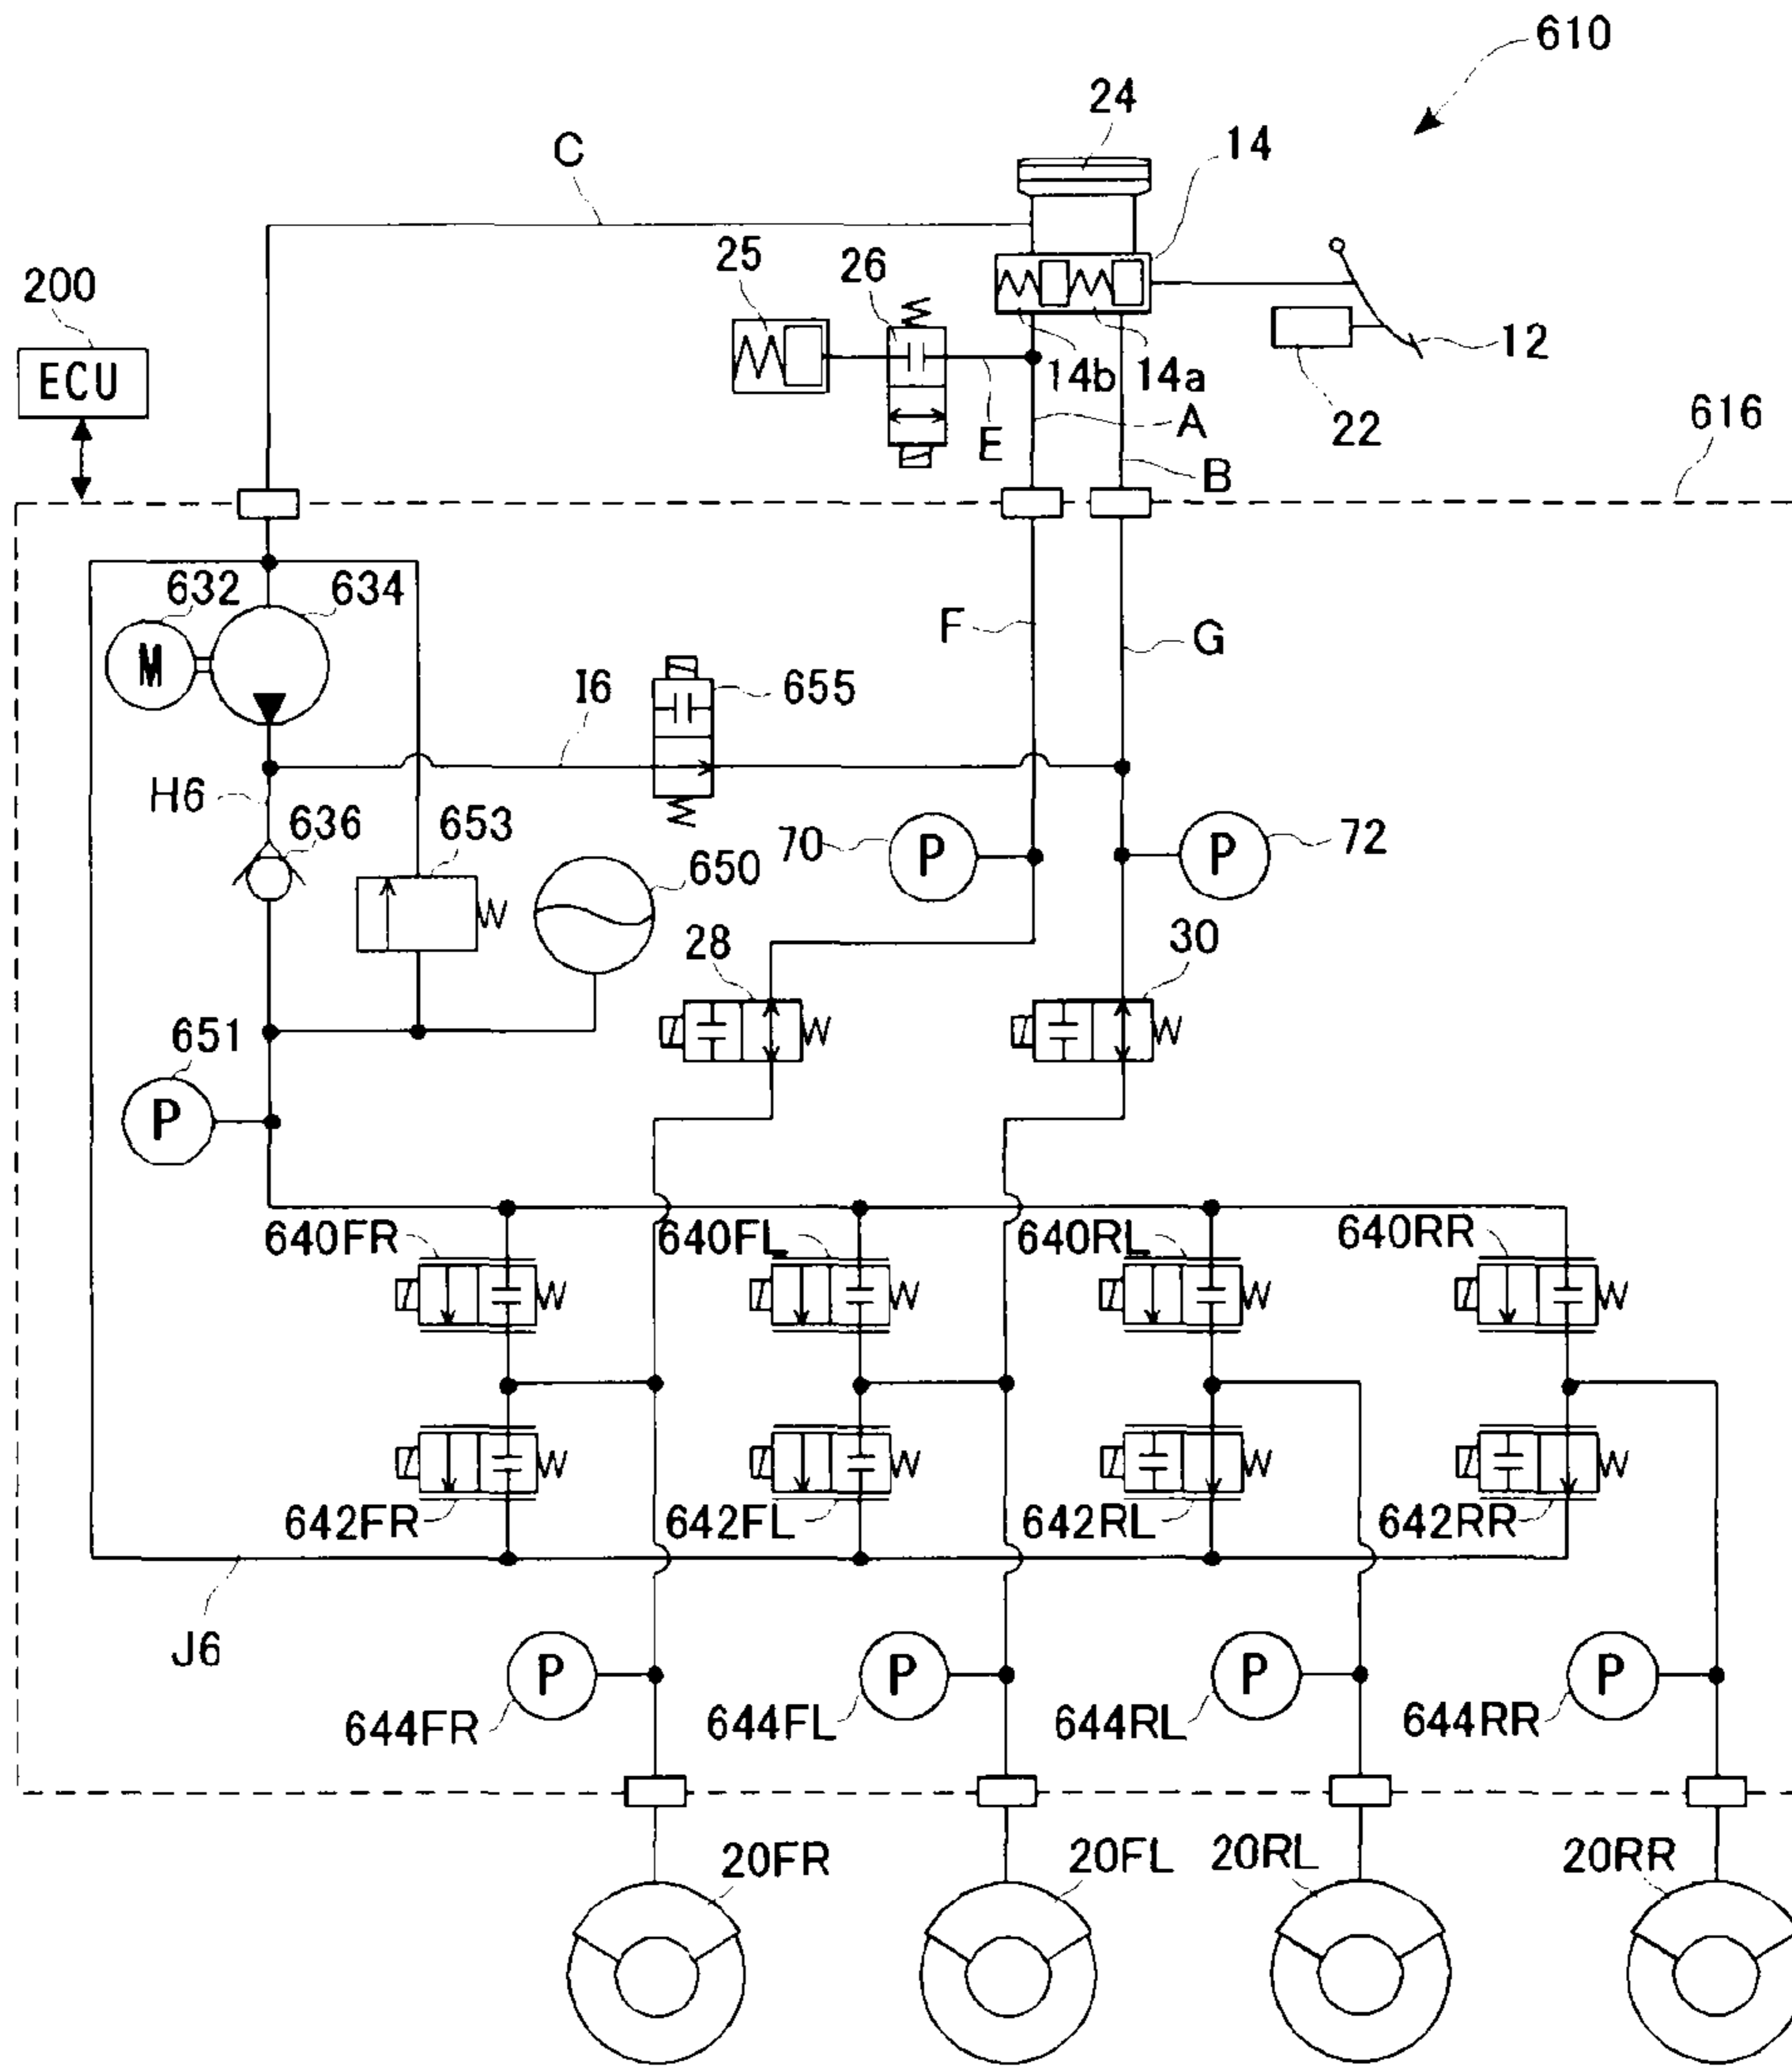 610
24
C
14
25
26
200
ECU
14b
14a
12
22
A
E
B
616
632
634
M
F
G
I6
655
H6
636
653
650
70
P
P
72
28
30
651
P
640FR
640FL
640RL
640RR
642FR
642FL
642RL
642RR
J6
P
P
P
P
644FR
644FL
644RL
644RR
20FR
20FL
20RL
20RR